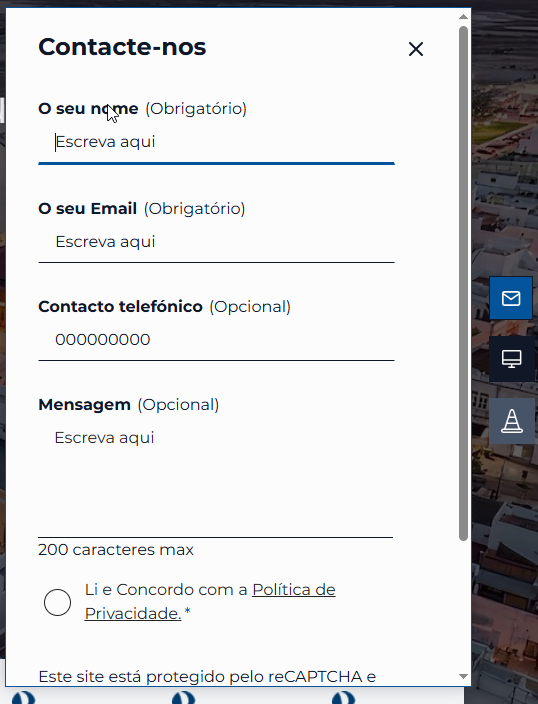 Contacte-nos
O seu nome (Obrigatório)
Escreva aqui
O seu Email (Obrigatório)
Escreva aqui
Contacto telefónico (Opcional)
000000000
Mensagem (Opcional)
Escreva aqui
200 caracteres max
Li e Concordo com a Política de
Privacidade. *
Este site está protegido pelo reCAPTCHA e